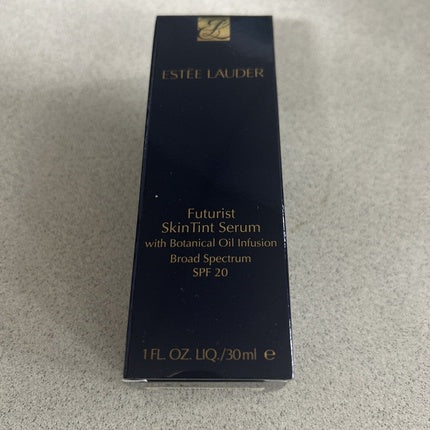 ESTĒE LAUDER
Futurist
SkinTint Serum
with Botanical Oil Infusion
Broad Spectrum
SPF 20
1 FL. OZ. LIQ./30ml ℮